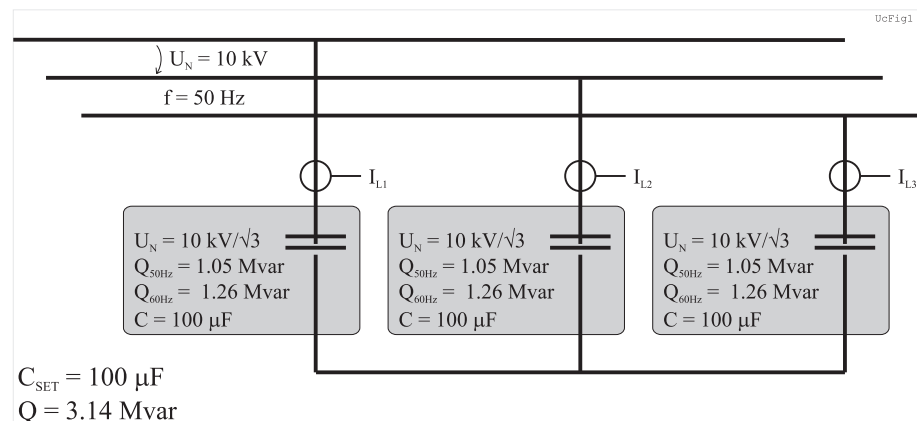 UcFig1
U_N = 10 kV
f = 50 Hz
I_L1
I_L2
I_L3
U_N = 10 kV/√3
Q_50Hz = 1.05 Mvar
Q_60Hz = 1.26 Mvar
C = 100 µF
U_N = 10 kV/√3
Q_50Hz = 1.05 Mvar
Q_60Hz = 1.26 Mvar
C = 100 µF
U_N = 10 kV/√3
Q_50Hz = 1.05 Mvar
Q_60Hz = 1.26 Mvar
C = 100 µF
C_SET = 100 µF
Q = 3.14 Mvar